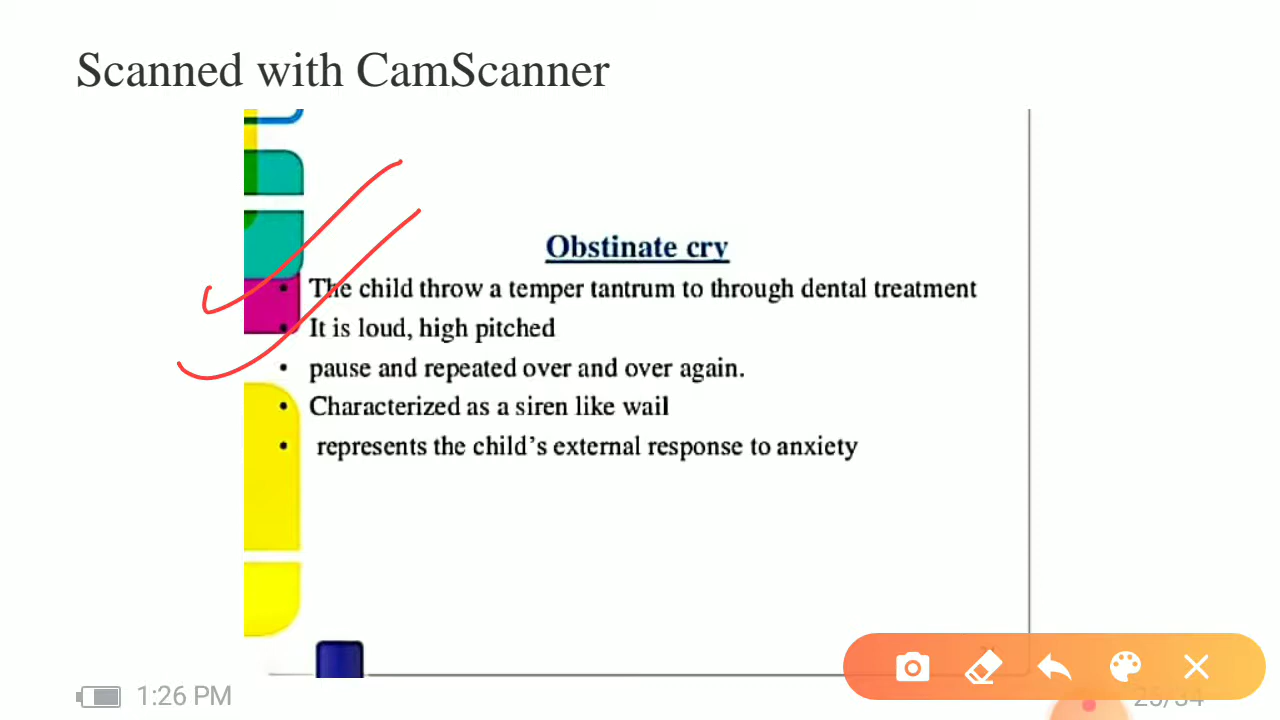 Scanned with CamScanner
Obstinate cry
• The child throw a temper tantrum to through dental treatment
• It is loud, high pitched
• pause and repeated over and over again.
• Characterized as a siren like wail
• represents the child's external response to anxiety
1:26 PM
25/34